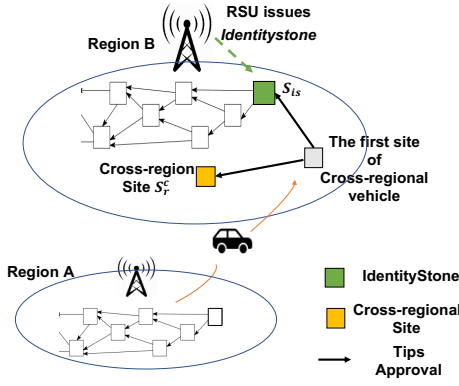 RSU issues
Identitystone
Region B
S_is
The first site
of
Cross-regional
vehicle
Cross-region
Site S_r^c
Region A
IdentityStone
Cross-regional
Site
Tips
Approval